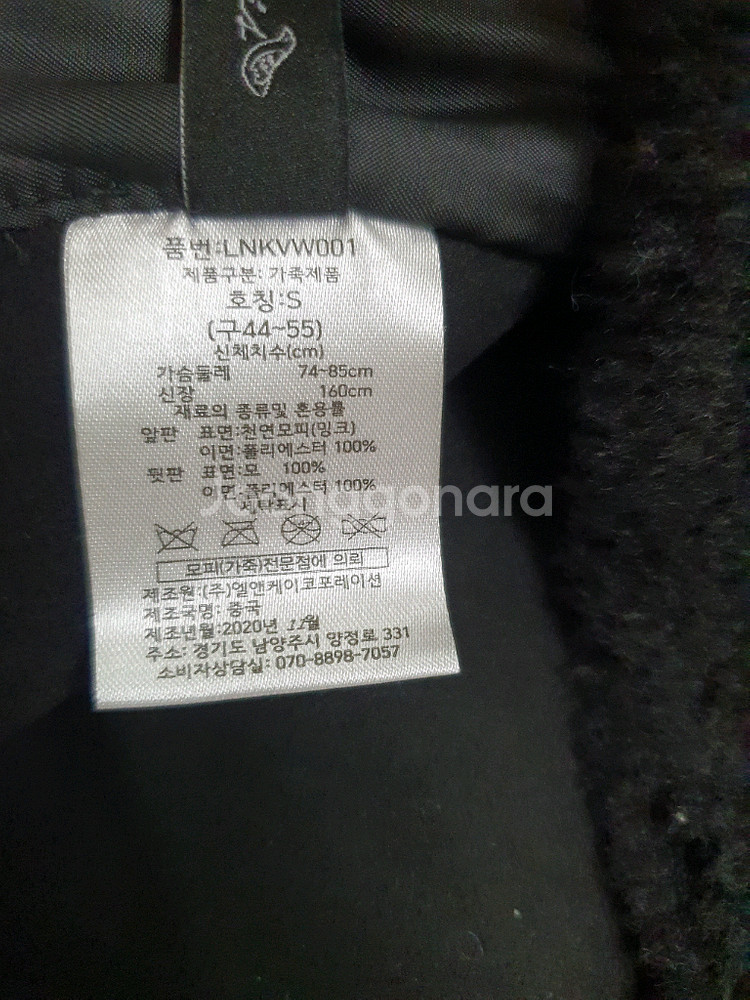 품번:LNKVW001
제품구분: 가죽제품
호칭:S
(구44~55)
신체치수(cm)
가슴둘레 74~85cm
신장 160cm
재료의 종류및 혼용률
앞판 표면:천연모피(밍크)
이면:폴리에스터 100%
뒷판 표면:모 100%
이면:폴리에스터 100%
세탁표시
모피(가죽)전문점에 의뢰
제조원:(주)엘앤케이코포레이션
제조국명: 중국
제조년월:2020년 11월
주소: 경기도 남양주시 양정로 331
소비자상담실: 070-8898-7057